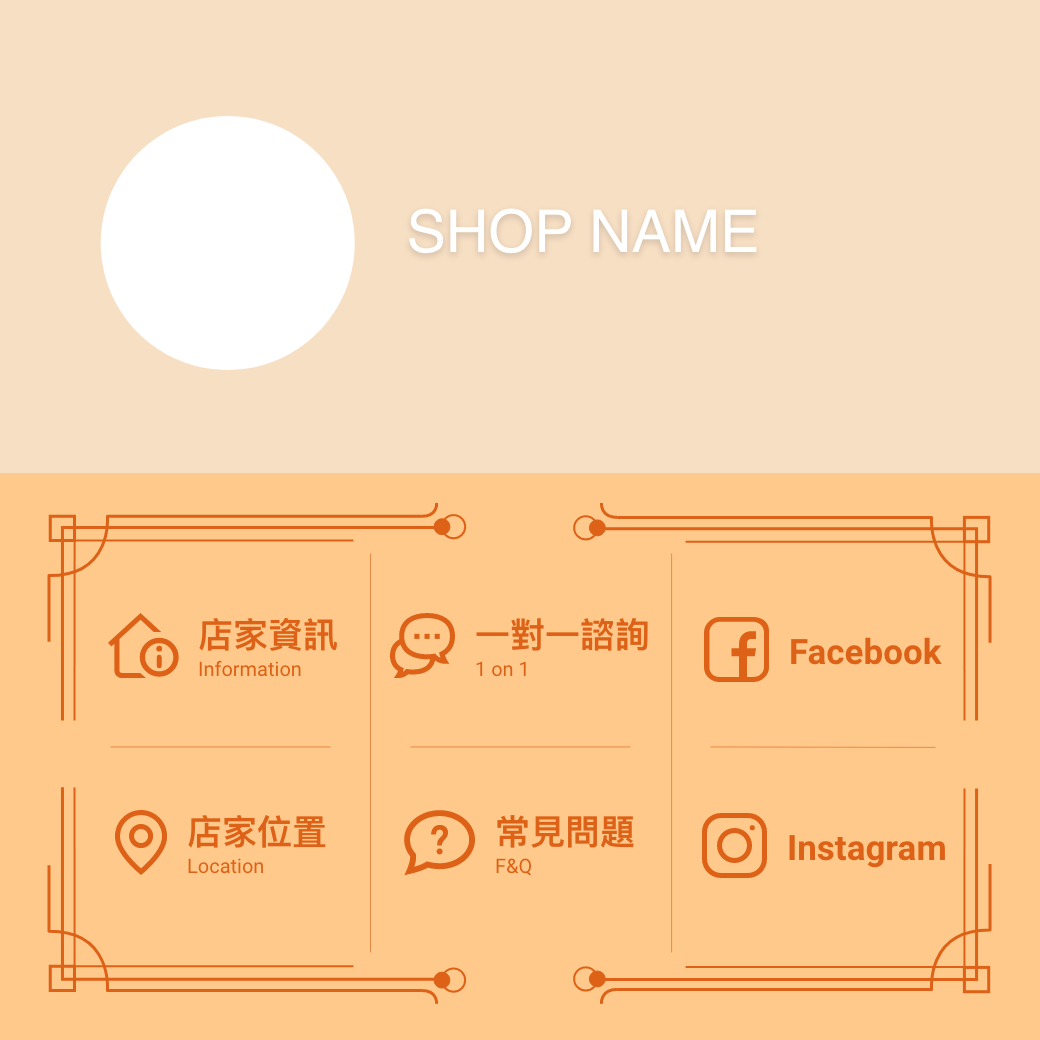 SHOP NAME
店家資訊
Information
一對一諮詢
1 on 1
Facebook
店家位置
Location
常見問題
F&Q
Instagram